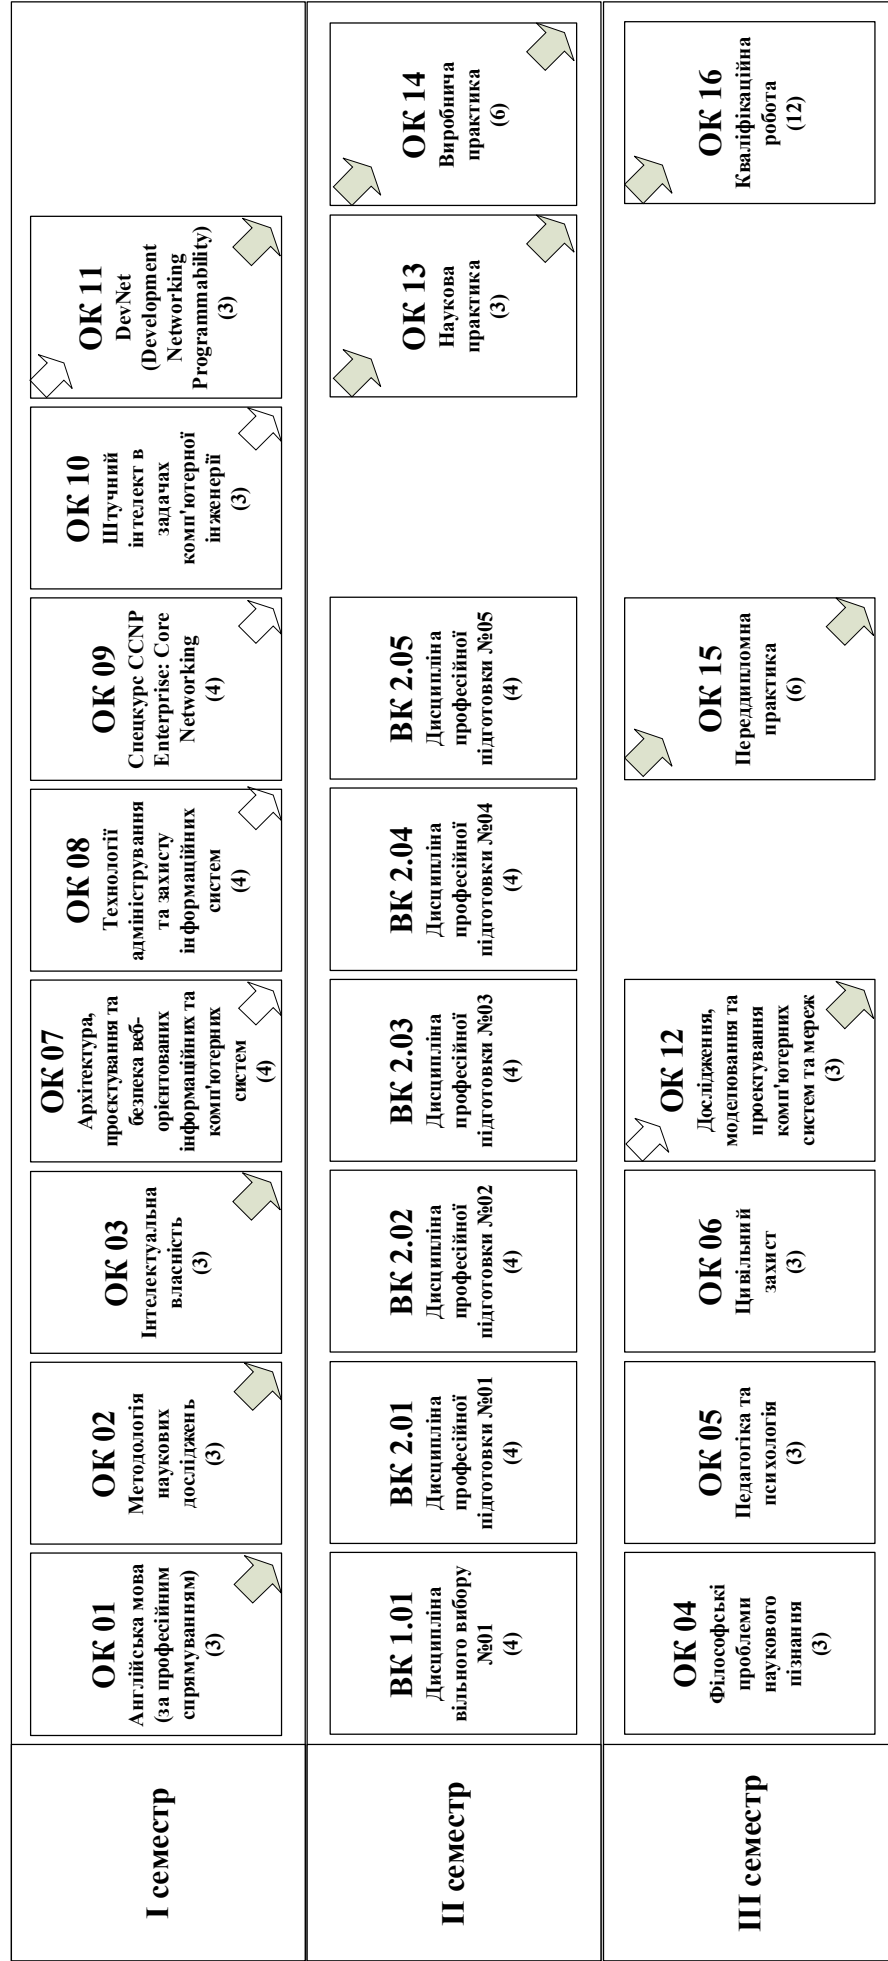 I семестр
ОК 01
Англійська мова
(за професійним
спрямуванням)
(3)
ОК 02
Методологія
наукових
досліджень
(3)
ОК 03
Інтелектуальна
власність
(3)
ОК 07
Архітектура,
проєктування та
безпека веб-
орієнтованих
інформаційних та
комп'ютерних
систем
(4)
ОК 08
Технології
адміністрування
та захисту
інформаційних
систем
(4)
ОК 09
Спецкурс CCNP
Enterprise: Core
Networking
(4)
ОК 10
Штучний
інтелект в
задачах
комп'ютерної
інженерії
(3)
ОК 11
DevNet
(Development
Networking
Programmability)
(3)
II семестр
ВК 1.01
Дисципліна
вільного вибору
№01
(4)
ВК 2.01
Дисципліна
професійної
підготовки №01
(4)
ВК 2.02
Дисципліна
професійної
підготовки №02
(4)
ВК 2.03
Дисципліна
професійної
підготовки №03
(4)
ВК 2.04
Дисципліна
професійної
підготовки №04
(4)
ВК 2.05
Дисципліна
професійної
підготовки №05
(4)
ОК 13
Наукова
практика
(3)
ОК 14
Виробнича
практика
(6)
III семестр
ОК 04
Філософські
проблеми
наукового
пізнання
(3)
ОК 05
Педагогіка та
психологія
(3)
ОК 06
Цивільний
захист
(3)
ОК 12
Дослідження,
моделювання та
проектування
комп'ютерних
систем та мереж
(3)
ОК 15
Переддипломна
практика
(6)
ОК 16
Кваліфікаційна
робота
(12)